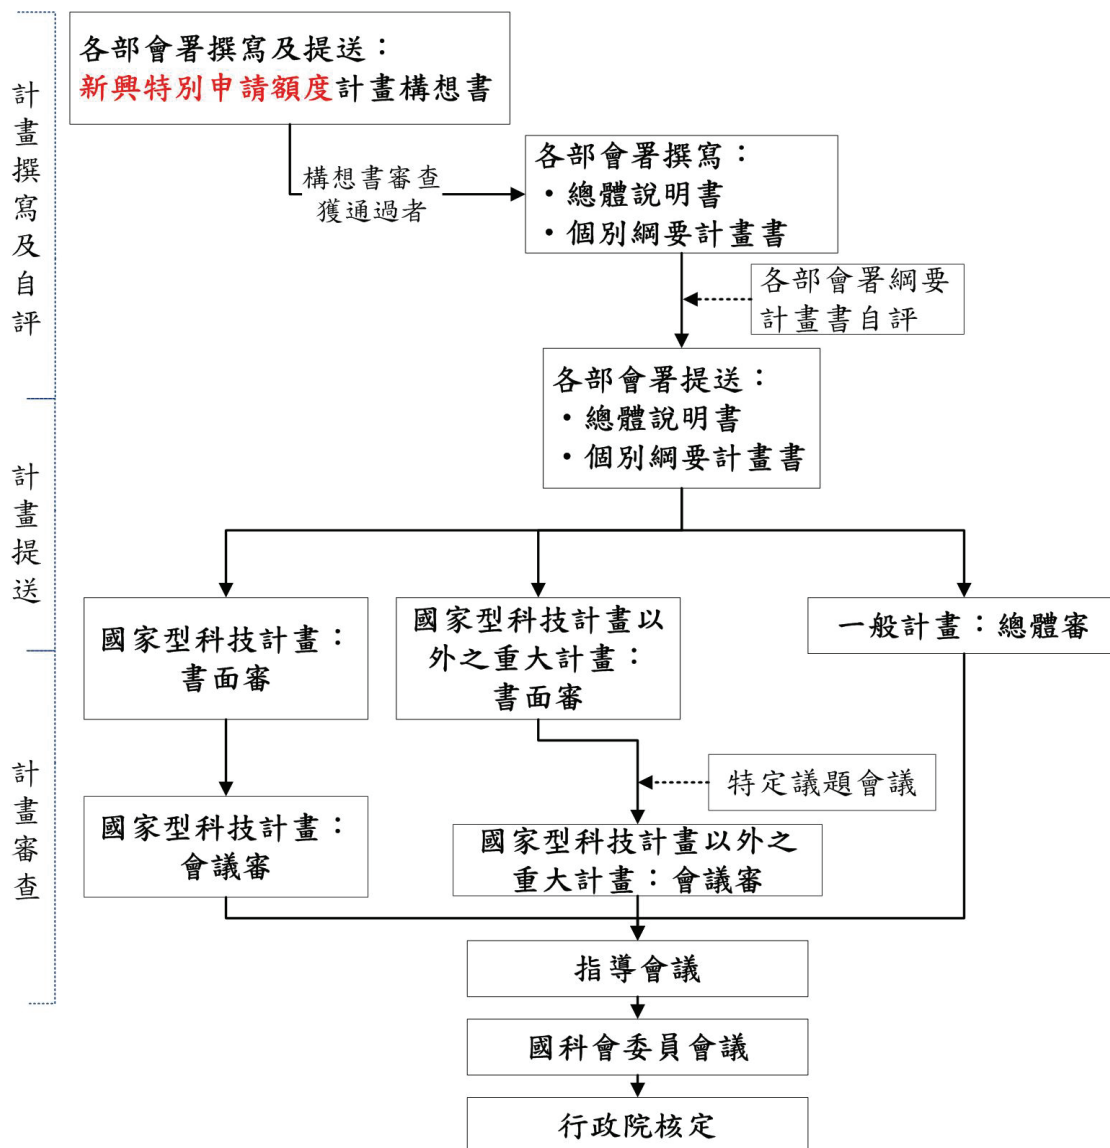 各部會署撰寫及提送：
新興特別申請額度計畫構想書
構想書審查
獲通過者
各部會署撰寫：
・總體說明書
・個別綱要計畫書
各部會署綱要
計畫書自評
計畫撰寫及自評
各部會署提送：
・總體說明書
・個別綱要計畫書
計畫提送
國家型科技計畫：
書面審
國家型科技計畫以
外之重大計畫：
書面審
一般計畫：總體審
計畫審查
特定議題會議
國家型科技計畫：
會議審
國家型科技計畫以外之
重大計畫：會議審
指導會議
國科會委員會議
行政院核定